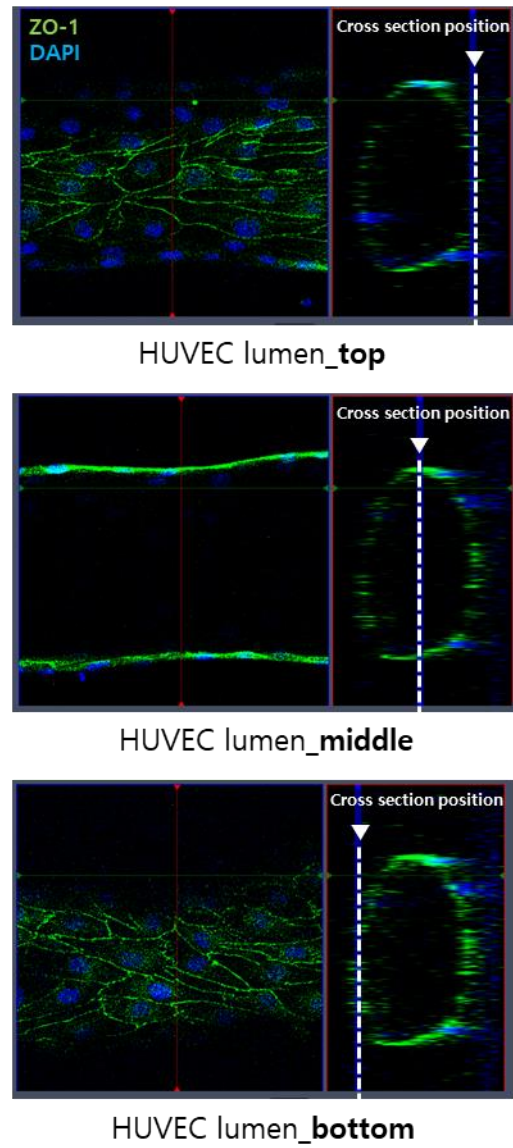 ZO-1
DAPI
Cross section position
HUVEC lumen_top
Cross section position
HUVEC lumen_middle
Cross section position
HUVEC lumen_bottom